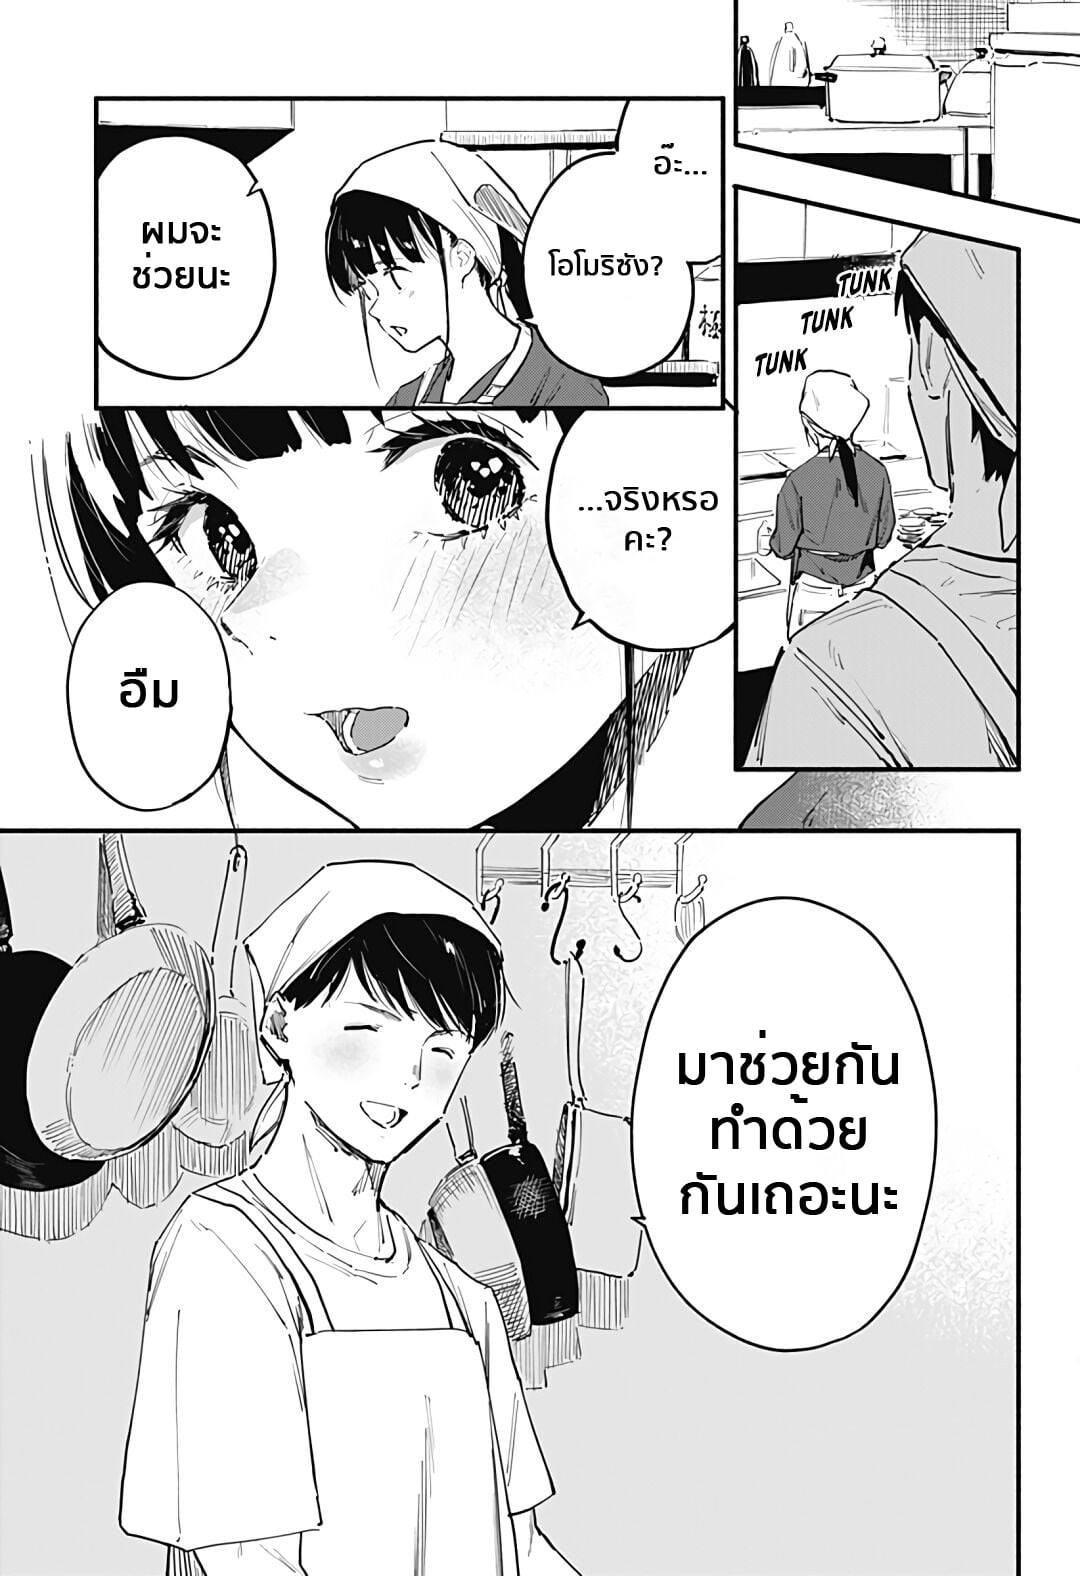 TUNK
TUNK
TUNK
อ๊ะ...
โอโมริซัง?
極
ผมจะ
ช่วยนะ
...จริงหรอ
คะ?
อืม
มาช่วยกัน
ทำด้วย
กันเถอะนะ